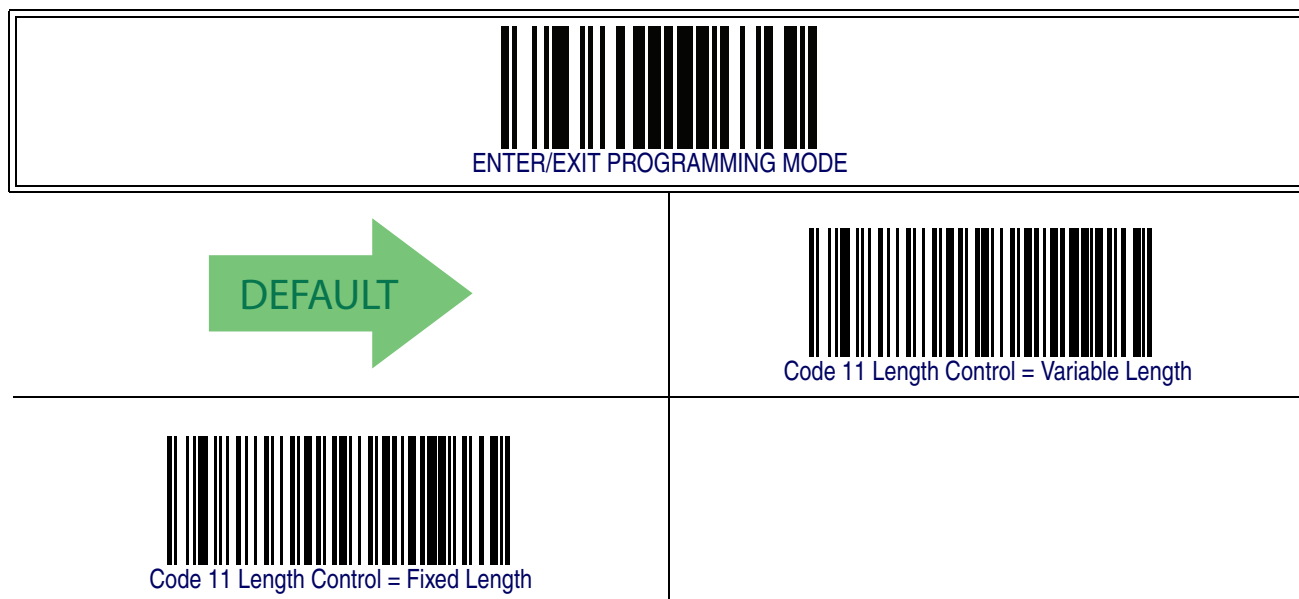 ENTER/EXIT PROGRAMMING MODE
DEFAULT
Code 11 Length Control = Variable Length
Code 11 Length Control = Fixed Length